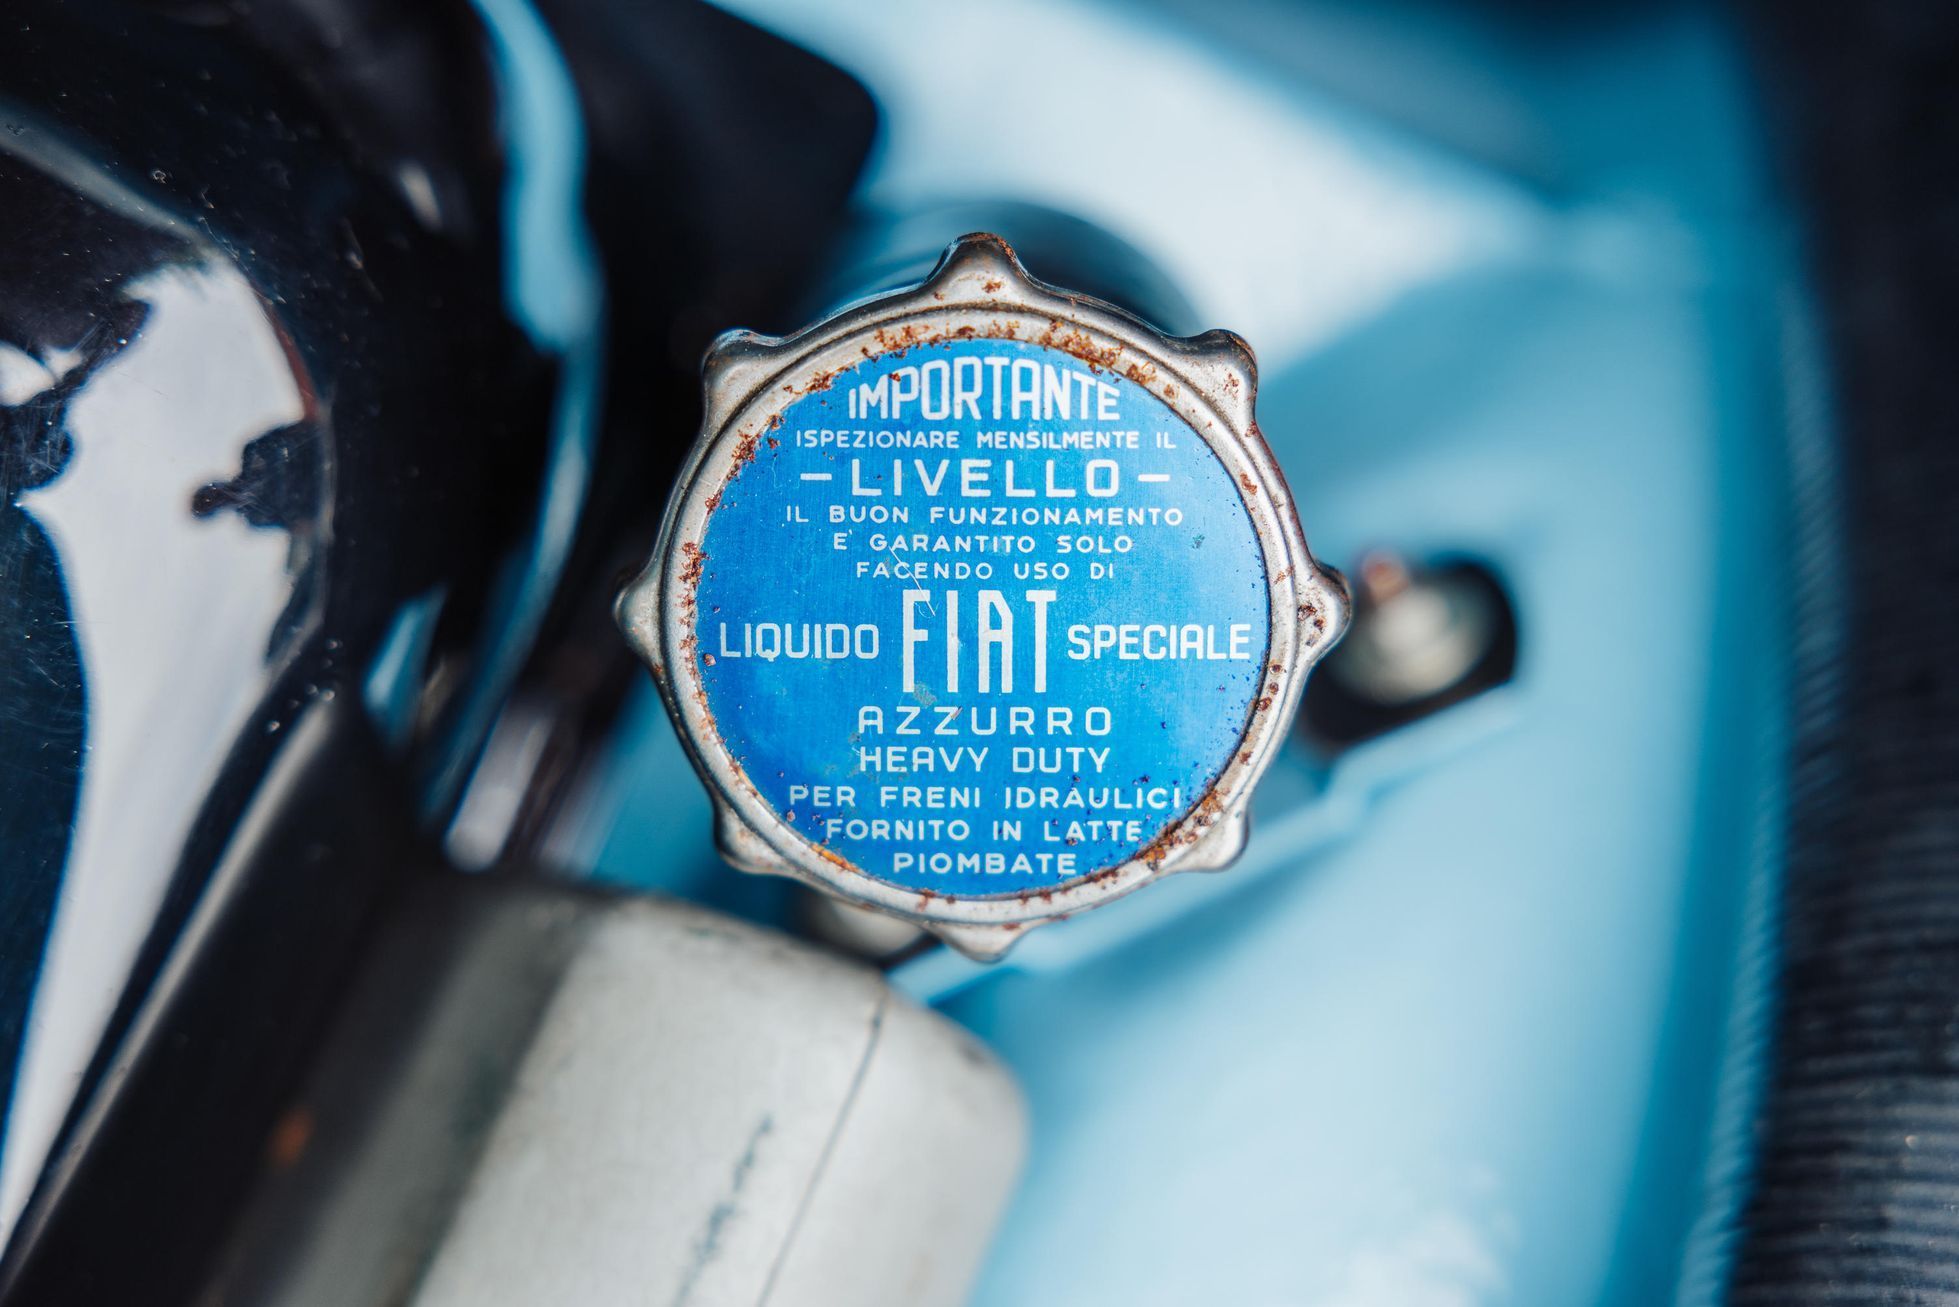 IMPORTANTE
ISPEZIONARE MENSILMENTE IL
- LIVELLO -
IL BUON FUNZIONAMENTO
E' GARANTITO SOLO
FACENDO USO DI
LIQUIDO FIAT SPECIALE
AZZURRO
HEAVY DUTY
PER FRENI IDRAULICI
FORNITO IN LATTE
PIOMBATE